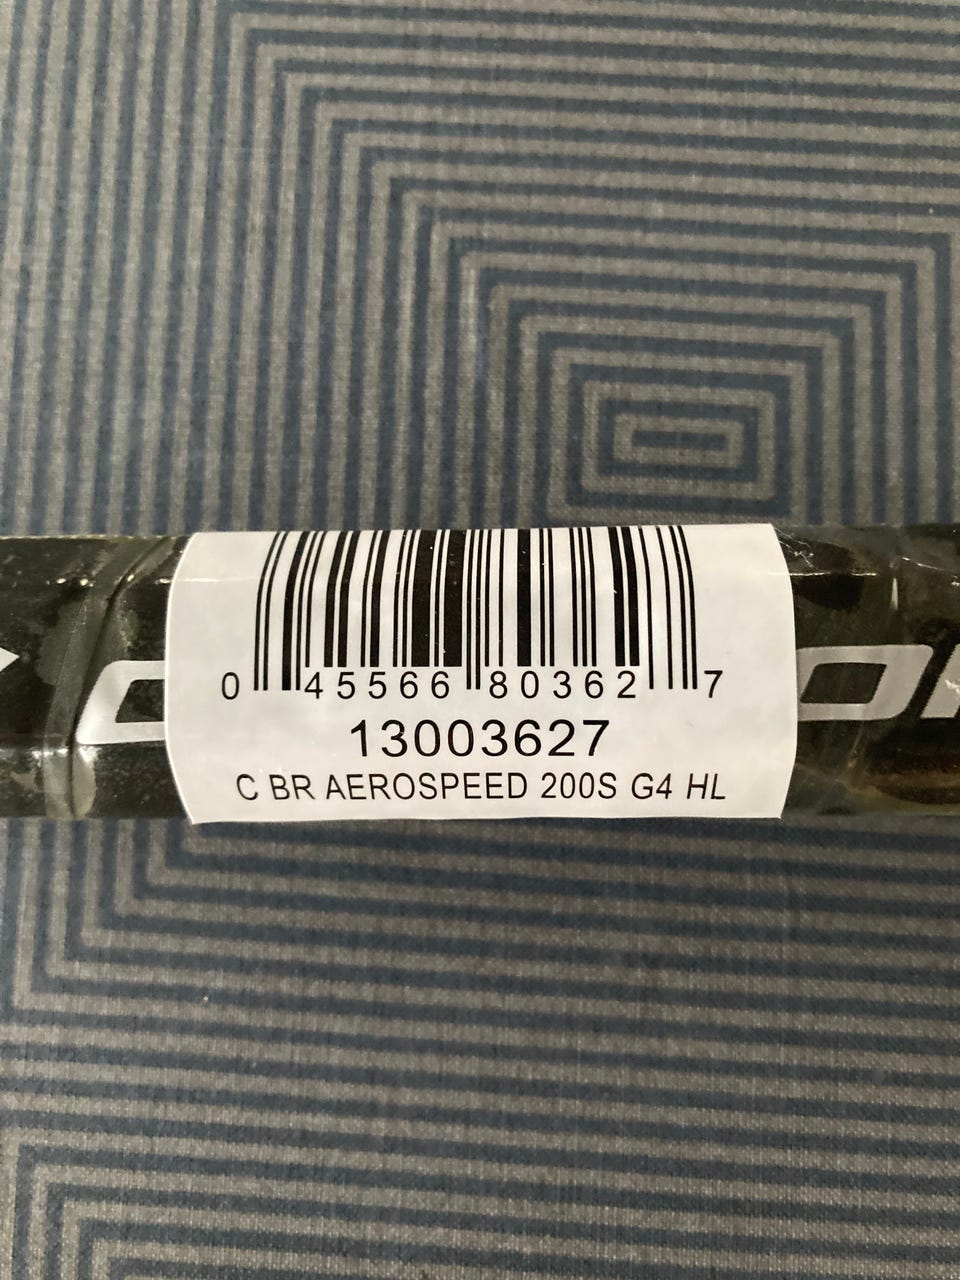 0 45566 80362 7
13003627
C BR AEROSPEED 200S G4 HL